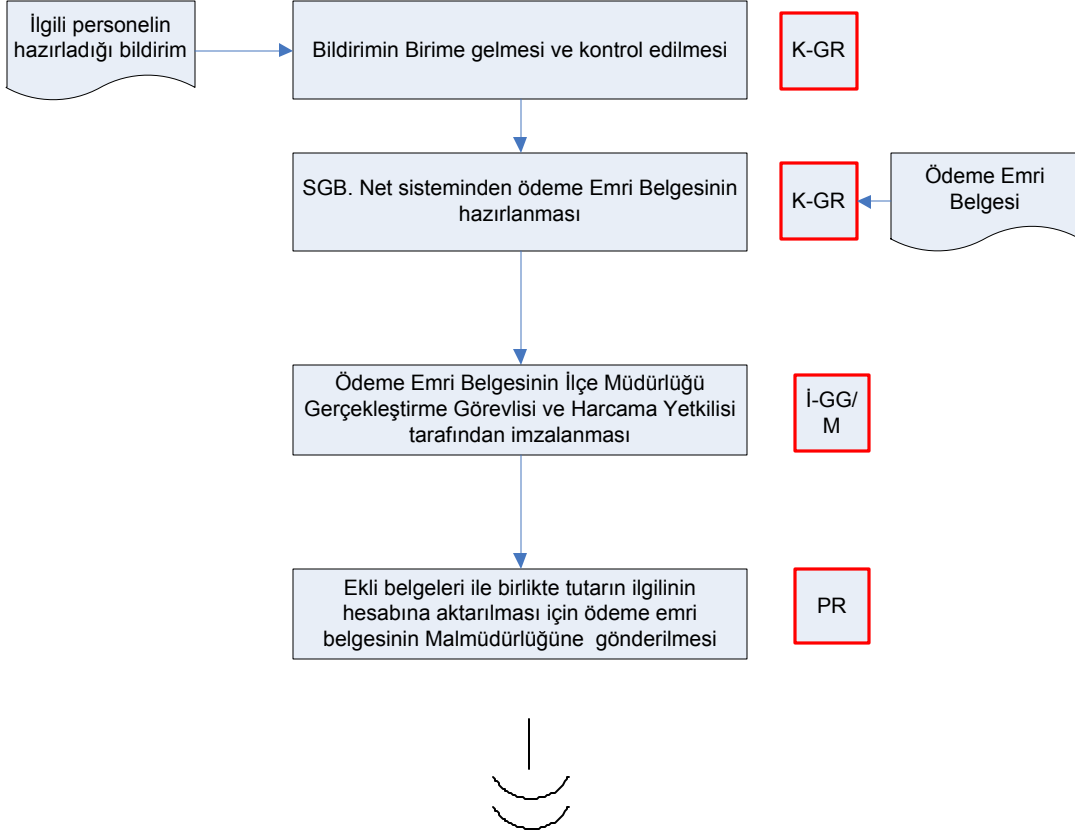 İlgili personelin
hazırladığı bildirim
Bildirimin Birime gelmesi ve kontrol edilmesi
K-GR
SGB. Net sisteminden ödeme Emri Belgesinin
hazırlanması
K-GR
Ödeme Emri
Belgesi
Ödeme Emri Belgesinin İlçe Müdürlüğü
Gerçekleştirme Görevlisi ve Harcama Yetkilisi
tarafından imzalanması
İ-GG/
M
Ekli belgeleri ile birlikte tutarın ilgilinin
hesabına aktarılması için ödeme emri
belgesinin Malmüdürlüğüne gönderilmesi
PR